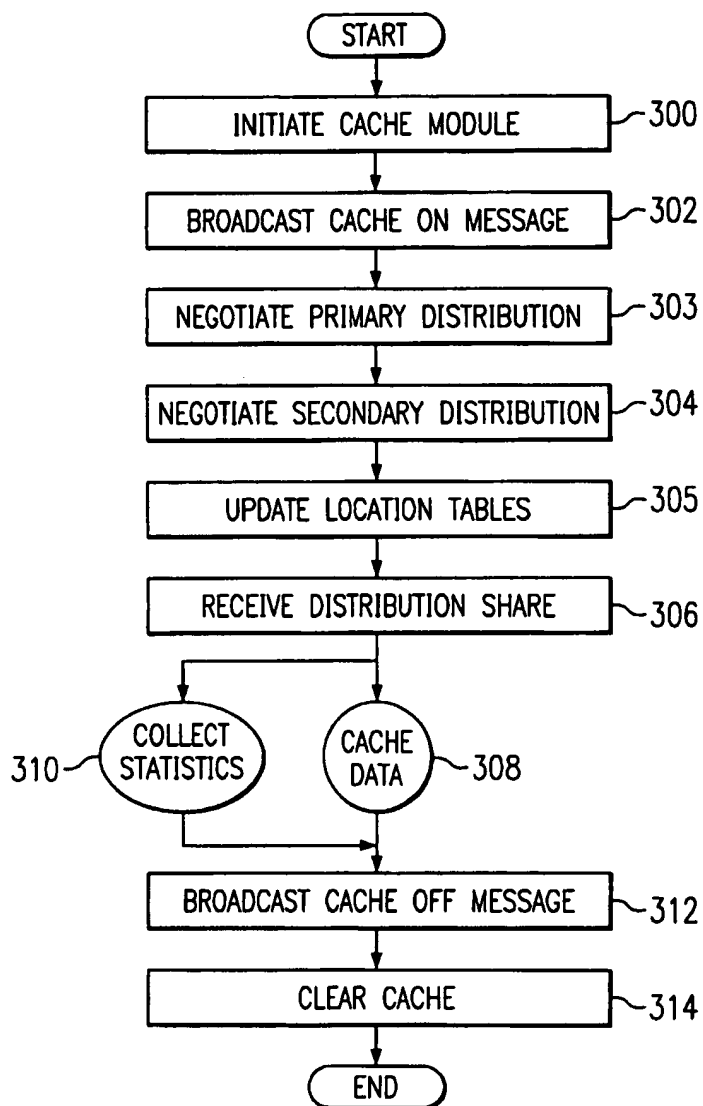 START
INITIATE CACHE MODULE 300
BROADCAST CACHE ON MESSAGE 302
NEGOTIATE PRIMARY DISTRIBUTION 303
NEGOTIATE SECONDARY DISTRIBUTION 304
UPDATE LOCATION TABLES 305
RECEIVE DISTRIBUTION SHARE 306
310
COLLECT
STATISTICS
CACHE
DATA
308
BROADCAST CACHE OFF MESSAGE 312
CLEAR CACHE 314
END